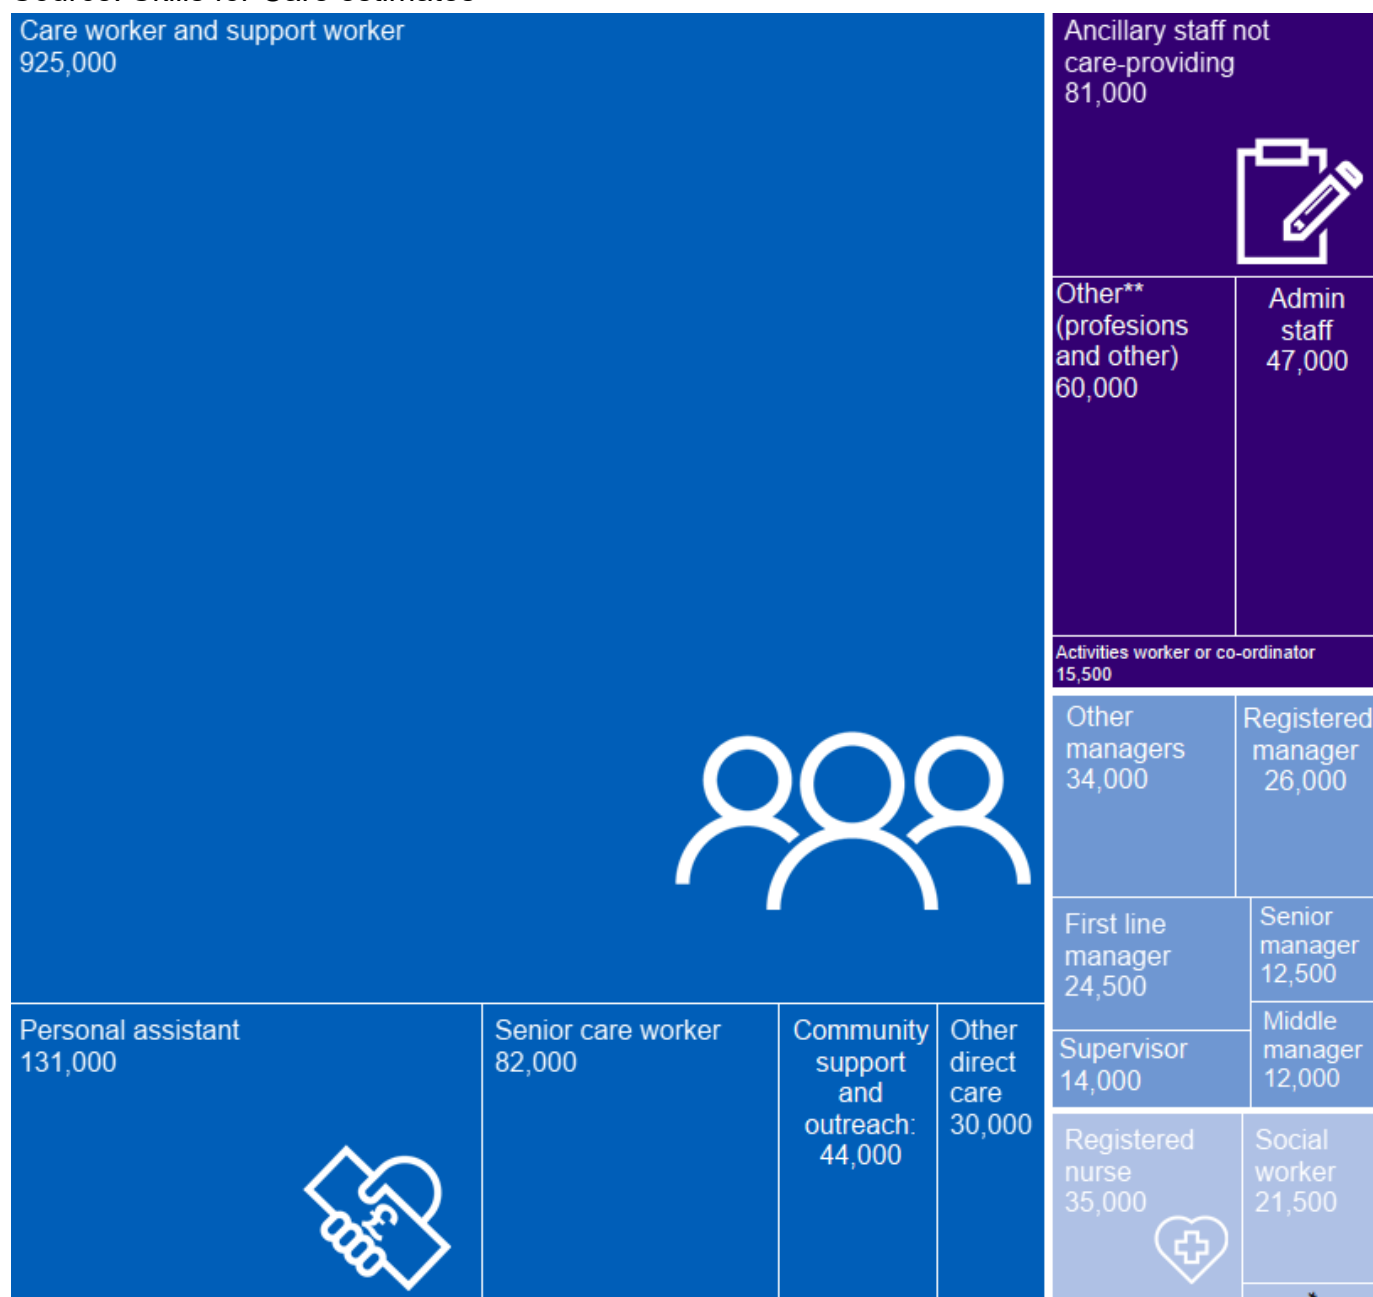 Care worker and support worker
925,000
Ancillary staff not
care-providing
81,000
Other**
(profesions
and other)
60,000
Admin
staff
47,000
Activities worker or co-ordinator
15,500
Other
managers
34,000
Registered
manager
26,000
First line
manager
24,500
Senior
manager
12,500
Supervisor
14,000
Middle
manager
12,000
Personal assistant
131,000
£
Senior care worker
82,000
Community
support
and
outreach:
44,000
Other
direct
care
30,000
Registered
nurse
35,000
Social
worker
21,500